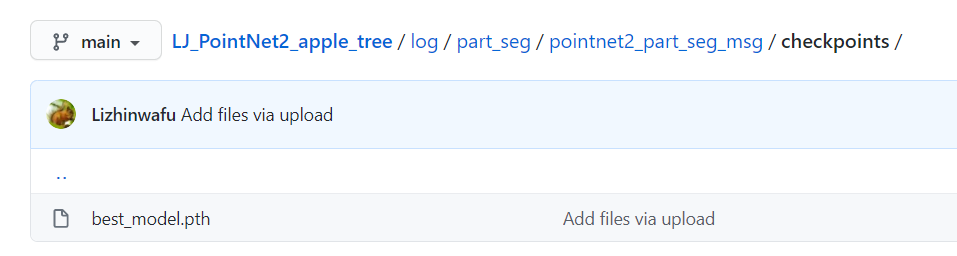 main LJ_PointNet2_apple_tree / log / part_seg / pointnet2_part_seg_msg / checkpoints /
Lizhinwafu Add files via upload
..
best_model.pth Add files via upload